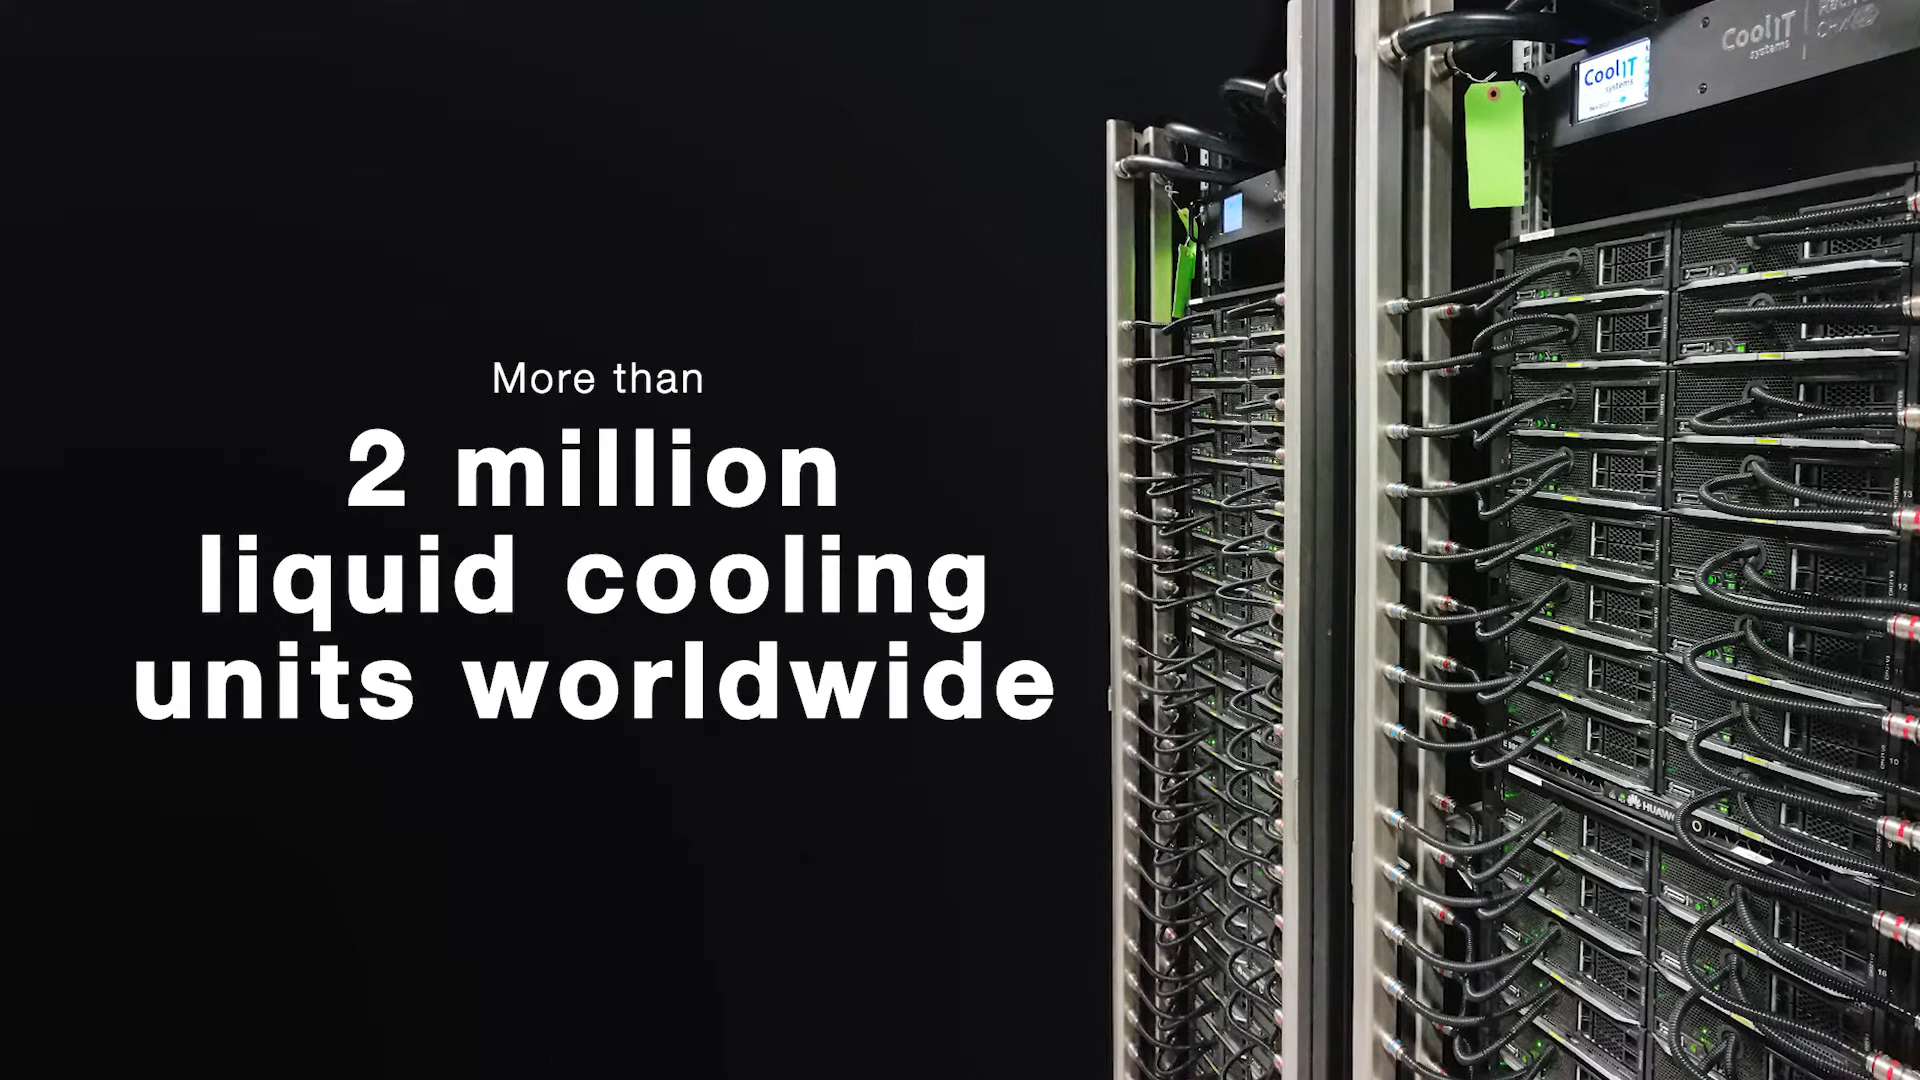 More than
2 million
liquid cooling
units worldwide
CoolIT
systems
CoolIT
systems
HUAWEI